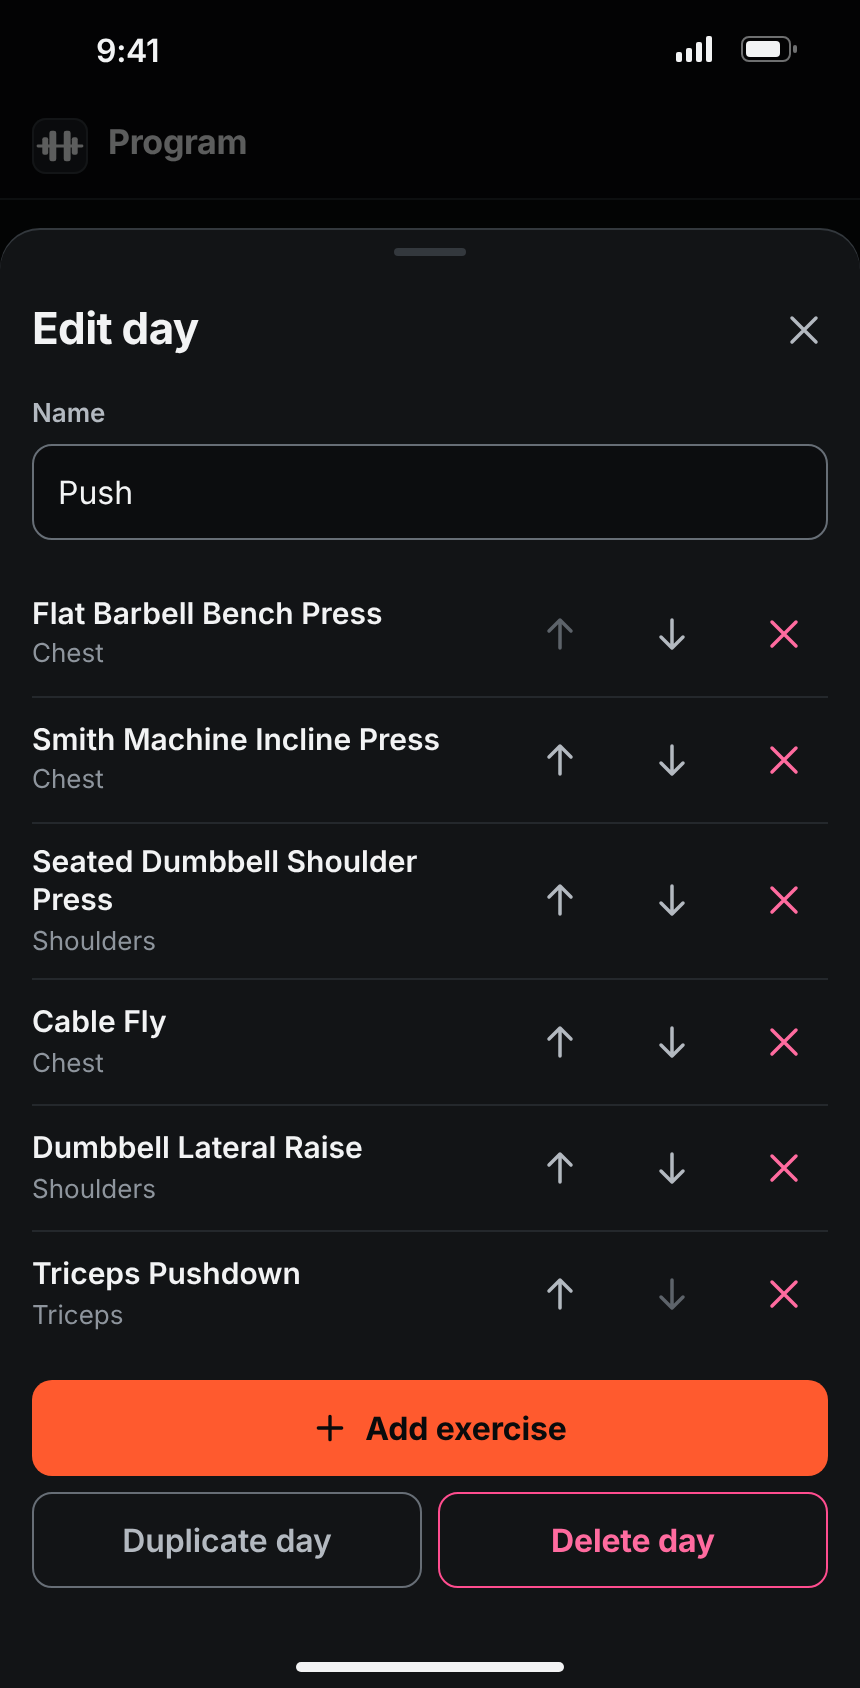 9:41
Program
Edit day
Name
Push
Flat Barbell Bench Press
Chest
Smith Machine Incline Press
Chest
Seated Dumbbell Shoulder
Press
Shoulders
Cable Fly
Chest
Dumbbell Lateral Raise
Shoulders
Triceps Pushdown
Triceps
Add exercise
Duplicate day
Delete day